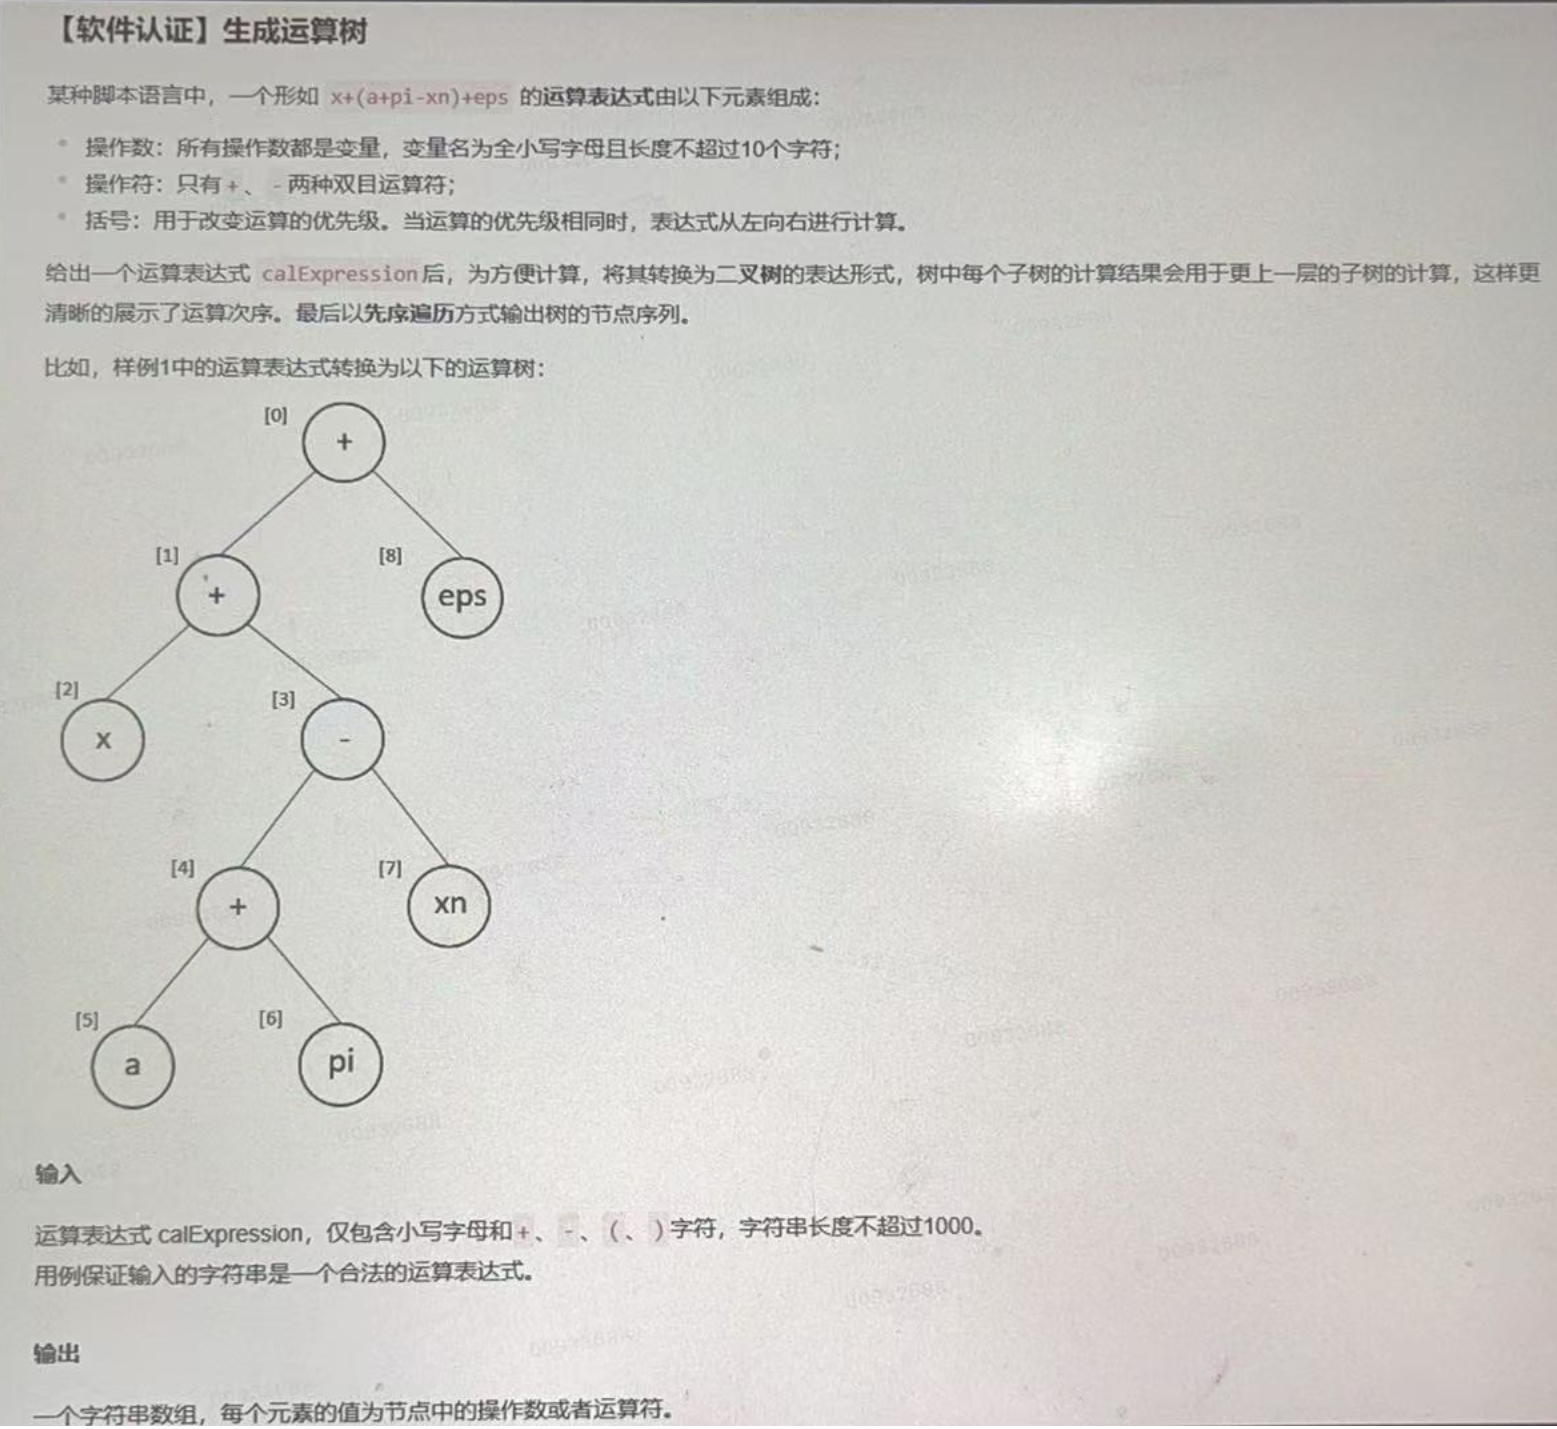 【软件认证】生成运算树
某种脚本语言中，一个形如 x+(a+pi-xn)+eps 的运算表达式由以下元素组成：
操作数：所有操作数都是变量，变量名为全小写字母且长度不超过10个字符；
操作符：只有 + 、 - 两种双目运算符；
括号：用于改变运算的优先级。当运算的优先级相同时，表达式从左向右进行计算。
给出一个运算表达式 calExpression 后，为方便计算，将其转换为二叉树的表达形式，树中每个子树的计算结果会用于更上一层的子树的计算，这样更
清晰的展示了运算次序。最后以先序遍历方式输出树的节点序列。
比如，样例1中的运算表达式转换为以下的运算树：
[0]
+
[1]
+
[8]
eps
[2]
x
[3]
-
[4]
+
[7]
xn
[5]
a
[6]
pi
输入
运算表达式 calExpression，仅包含小写字母和 + 、 - 、 ( 、 ) 字符，字符串长度不超过1000。
用例保证输入的字符串是一个合法的运算表达式。
输出
一个字符串数组，每个元素的值为节点中的操作数或者运算符。